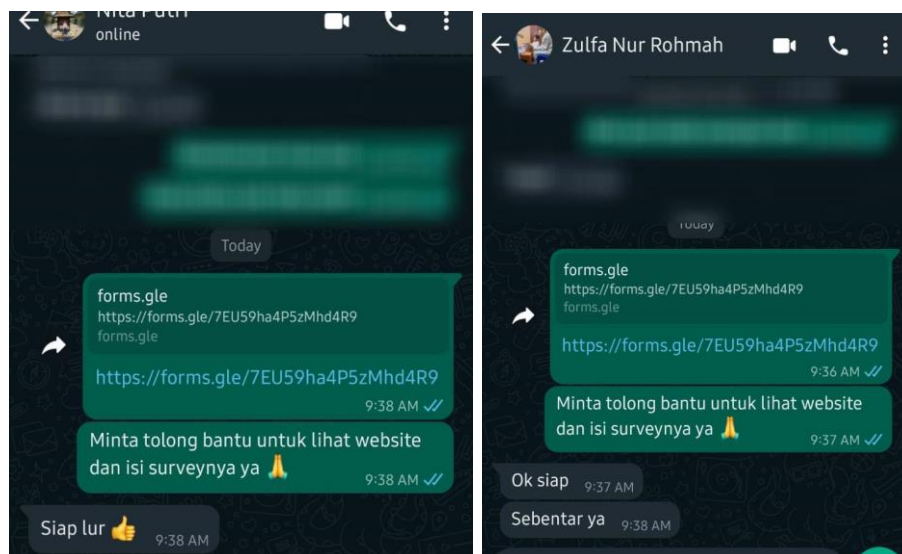 Nita Putri
online
Today
forms.gle
https://forms.gle/7EU59ha4P5zMhd4R9
forms.gle
https://forms.gle/7EU59ha4P5zMhd4R9
9:38 AM
Minta tolong bantu untuk lihat website
dan isi surveynya ya 🙏
9:38 AM
Siap lur 👍 9:38 AM
Zulfa Nur Rohmah
Today
forms.gle
https://forms.gle/7EU59ha4P5zMhd4R9
forms.gle
https://forms.gle/7EU59ha4P5zMhd4R9
9:36 AM
Minta tolong bantu untuk lihat website
dan isi surveynya ya 🙏
9:37 AM
Ok siap 9:37 AM
Sebentar ya 9:38 AM